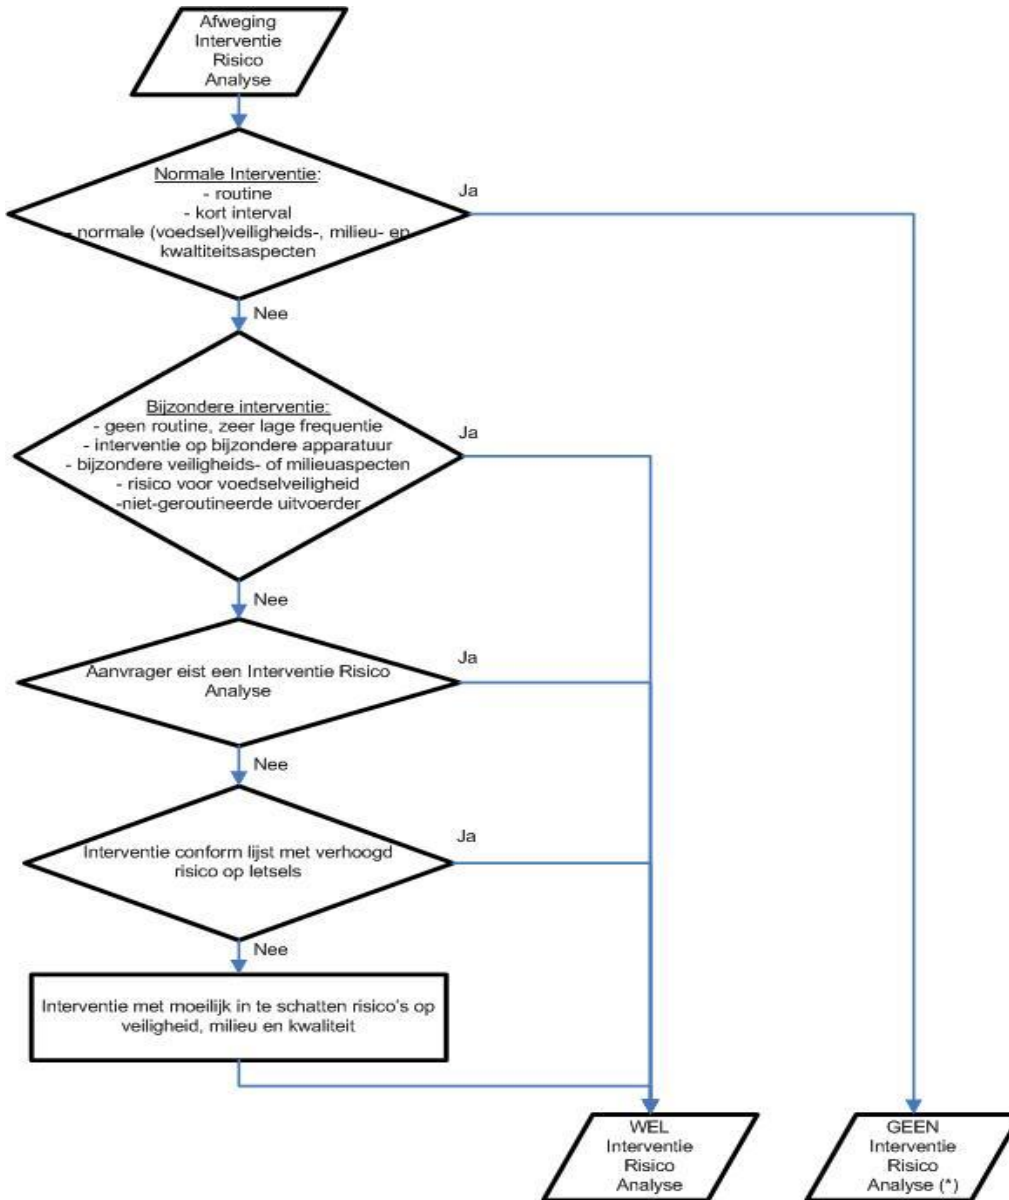 Afweging
Interventie
Risico
Analyse
Normale Interventie:
- routine
- kort interval
- normale (voedsel)veiligheids-, milieu- en
kwaltiteitsaspecten
Ja
Nee
Bijzondere interventie:
- geen routine, zeer lage frequentie
- interventie op bijzondere apparatuur
- bijzondere veiligheids- of milieuaspecten
- risico voor voedselveiligheid
-niet-geroutineerde uitvoerder
Ja
Nee
Aanvrager eist een Interventie Risico
Analyse
Ja
Nee
Interventie conform lijst met verhoogd
risico op letsels
Ja
Nee
Interventie met moeilijk in te schatten risico's op
veiligheid, milieu en kwaliteit
WEL
Interventie
Risico
Analyse
GEEN
Interventie
Risico
Analyse (*)